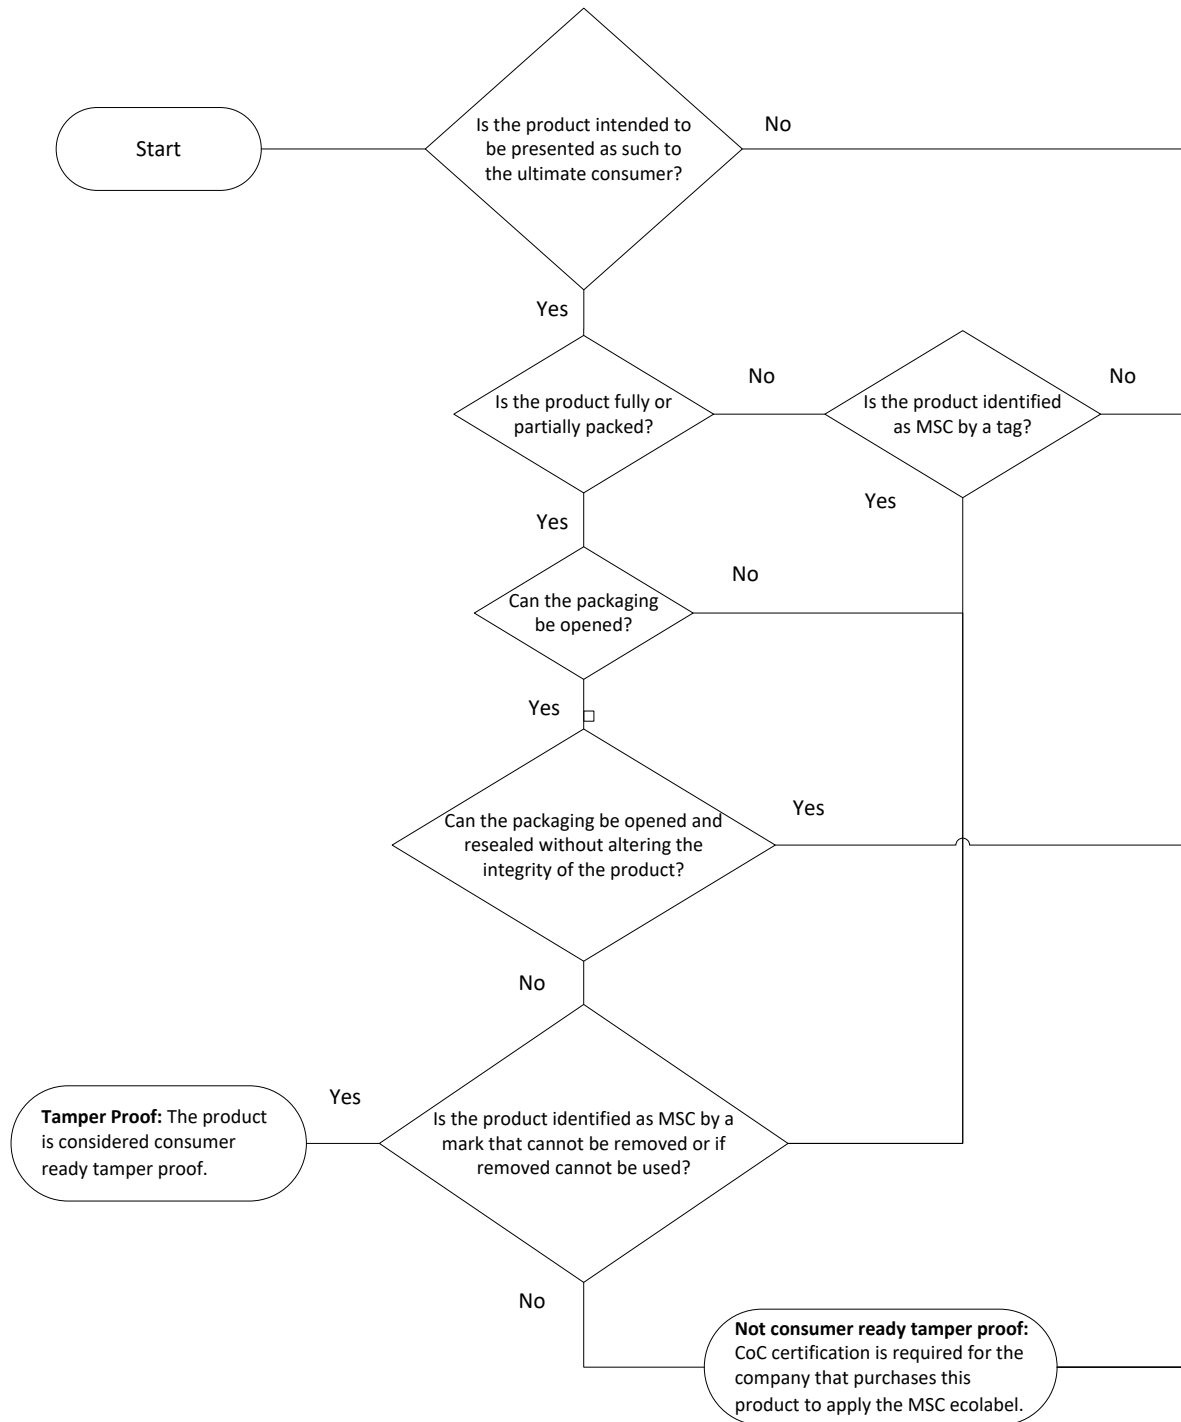 Start
Is the product intended to
be presented as such to
the ultimate consumer?
No
Yes
Is the product fully or
partially packed?
No
Is the product identified
as MSC by a tag?
No
Yes
Yes
Can the packaging
be opened?
No
Yes
Can the packaging be opened and
resealed without altering the
integrity of the product?
Yes
No
Is the product identified as MSC by a
mark that cannot be removed or if
removed cannot be used?
Yes
Tamper Proof: The product
is considered consumer
ready tamper proof.
No
Not consumer ready tamper proof:
CoC certification is required for the
company that purchases this
product to apply the MSC ecolabel.